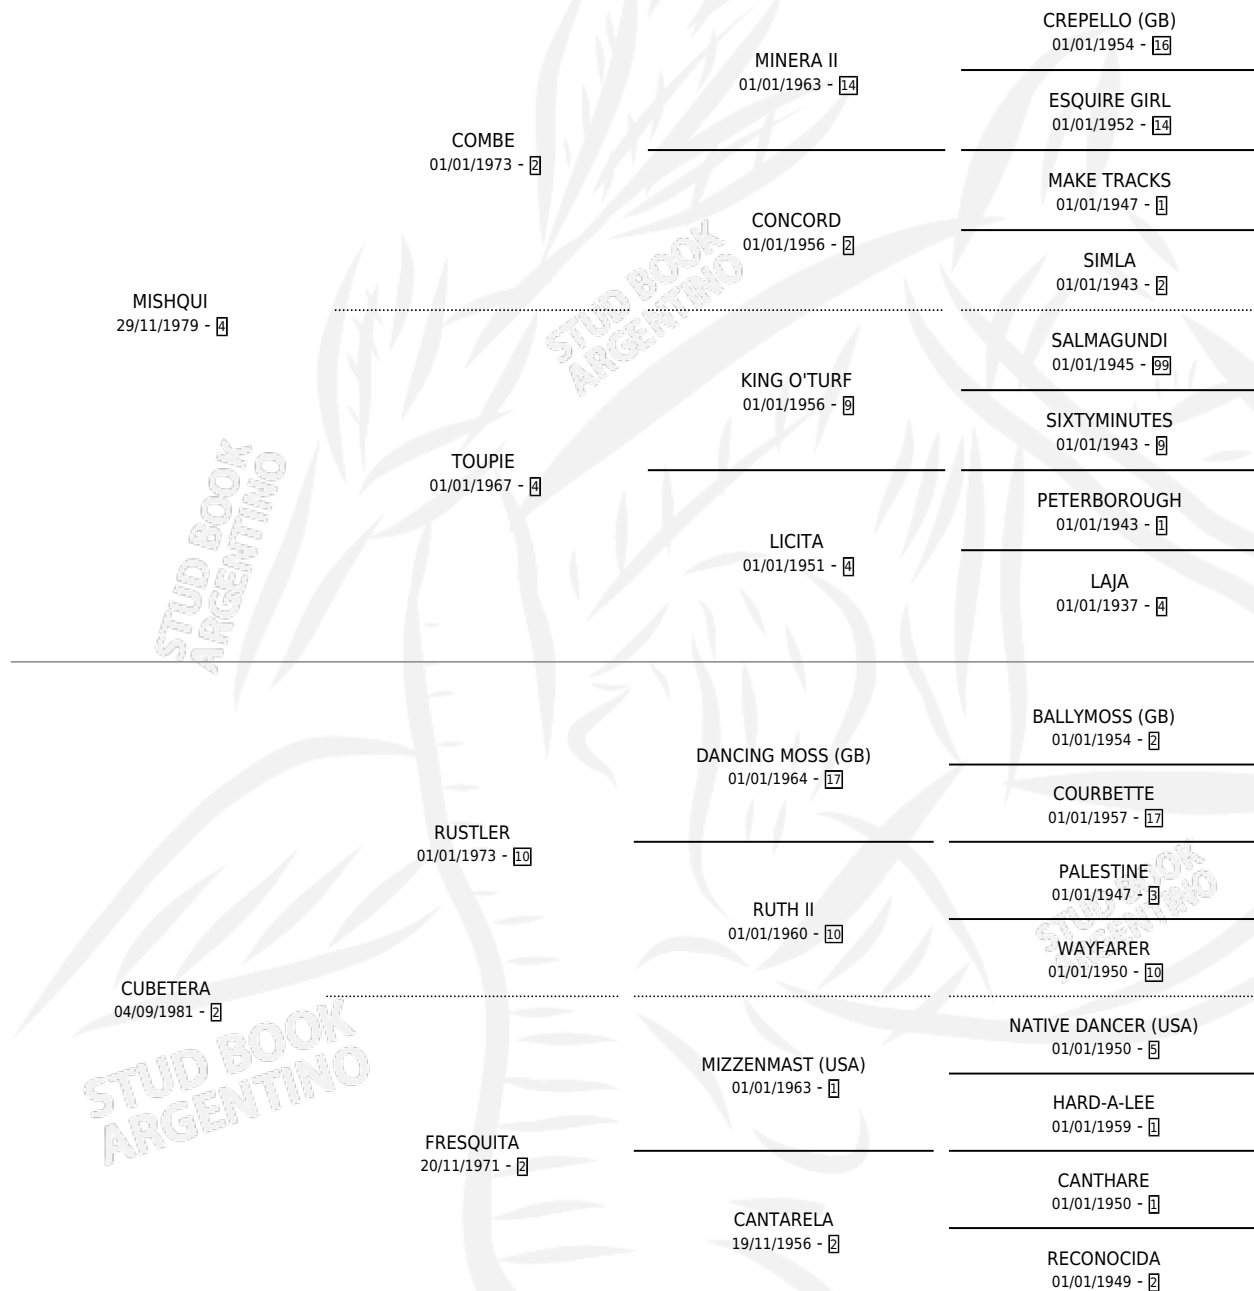 CREPELLO (GB)
01/01/1954 - 16
MINERA II
01/01/1963 - 14
ESQUIRE GIRL
01/01/1952 - 14
COMBE
01/01/1973 - 2
MAKE TRACKS
01/01/1947 - 1
CONCORD
01/01/1956 - 2
SIMLA
01/01/1943 - 2
MISHQUI
29/11/1979 - 4
SALMAGUNDI
01/01/1945 - 99
KING O'TURF
01/01/1956 - 9
SIXTYMINUTES
01/01/1943 - 9
TOUPIE
01/01/1967 - 4
PETERBOROUGH
01/01/1943 - 1
LICITA
01/01/1951 - 4
LAJA
01/01/1937 - 4
BALLYMOSS (GB)
01/01/1954 - 2
DANCING MOSS (GB)
01/01/1964 - 17
COURBETTE
01/01/1957 - 17
RUSTLER
01/01/1973 - 10
PALESTINE
01/01/1947 - 3
RUTH II
01/01/1960 - 10
WAYFARER
01/01/1950 - 10
CUBETERA
04/09/1981 - 2
NATIVE DANCER (USA)
01/01/1950 - 5
MIZZENMAST (USA)
01/01/1963 - 1
HARD-A-LEE
01/01/1959 - 1
FRESQUITA
20/11/1971 - 2
CANTHARE
01/01/1950 - 1
CANTARELA
19/11/1956 - 2
RECONOCIDA
01/01/1949 - 2
STUD BOOK
ARGENTINO
STUD BOOK
ARGENTINO
STUD BOOK
ARGENTINO
STUD BOOK
ARGENTINO